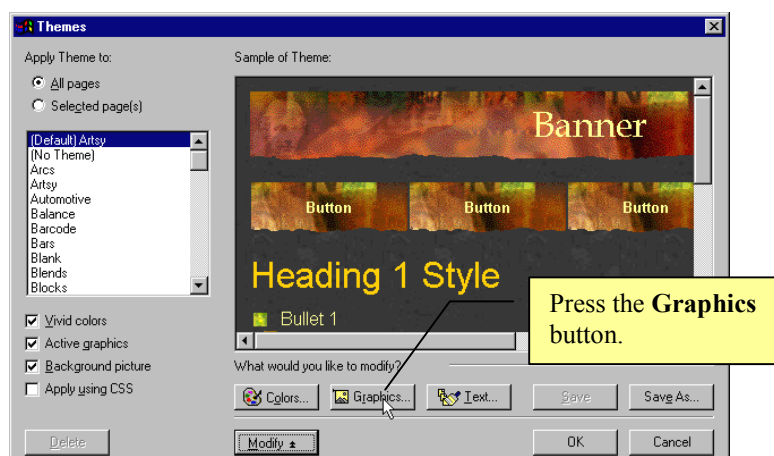 Themes
Apply Theme to:
All pages
Selected page(s)
(Default) Artsy
(No Theme)
Arcs
Artsy
Automotive
Balance
Barcode
Bars
Blank
Blends
Blocks
Vivid colors
Active graphics
Background picture
Apply using CSS
Delete
Sample of Theme:
Banner
Button Button Button
Heading 1 Style
Bullet 1
Press the Graphics
button.
What would you like to modify?
Colors... Graphics... Text... Save Save As...
Modify OK Cancel